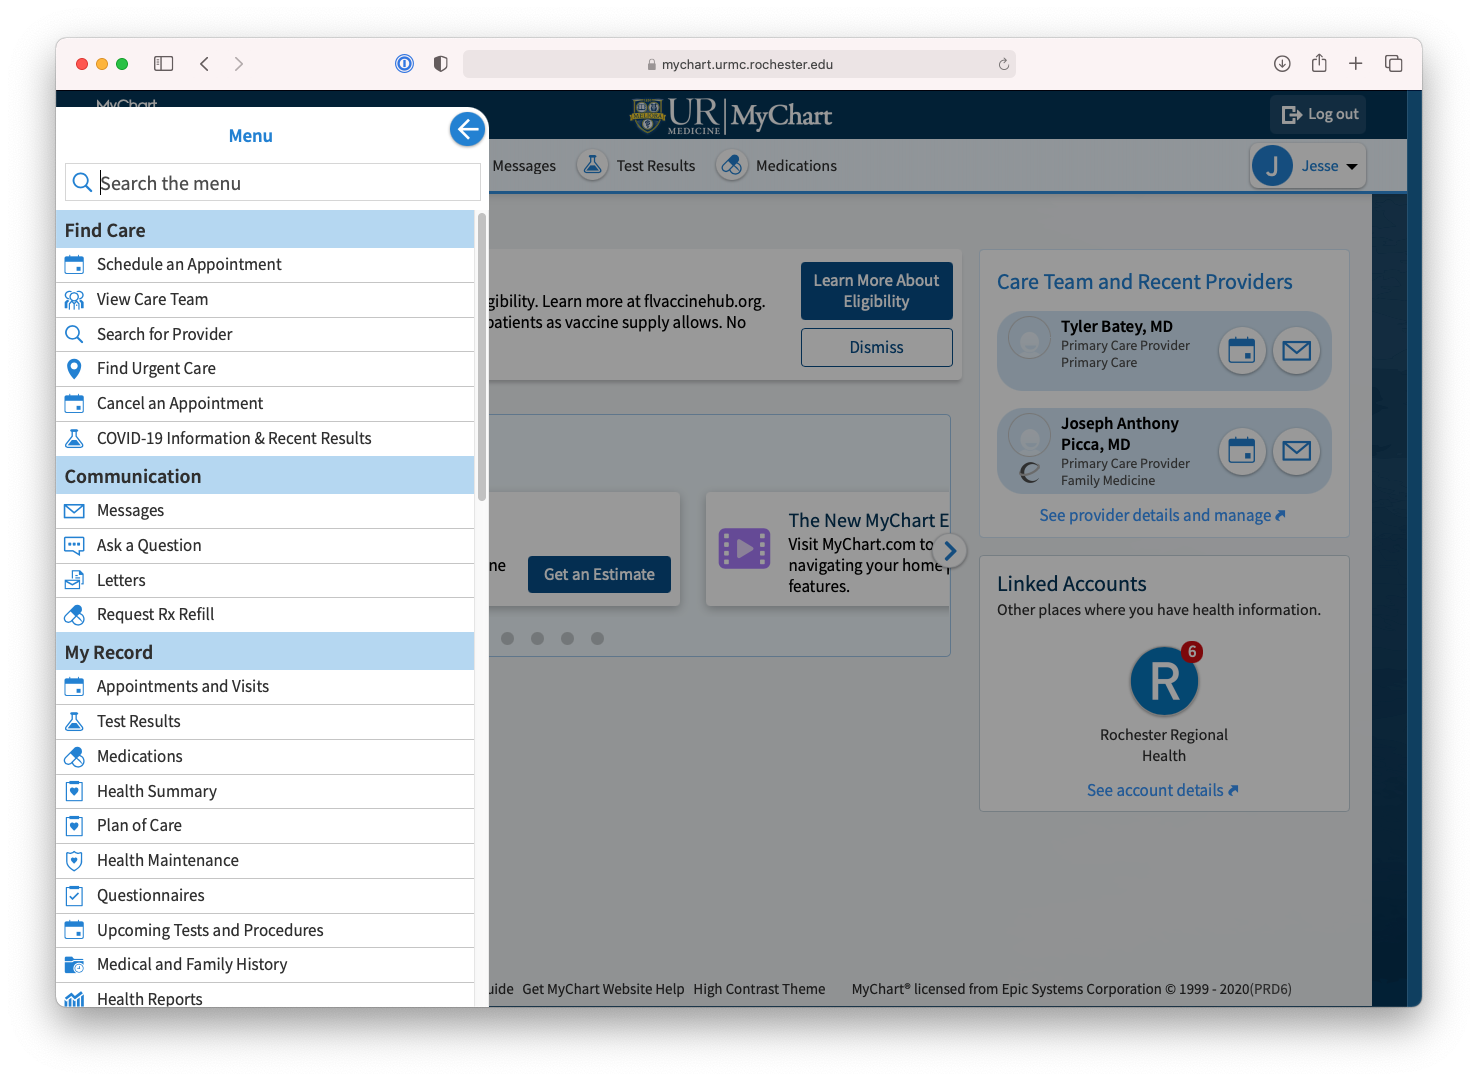 mychart.urmc.rochester.edu
MyChart
UR
MEDICINE
MyChart
Log out
Menu
Search the menu
Messages
Test Results
Medications
J
Jesse
Find Care
Schedule an Appointment
View Care Team
Search for Provider
Find Urgent Care
Cancel an Appointment
COVID-19 Information & Recent Results
Communication
Messages
Ask a Question
Letters
Request Rx Refill
My Record
Appointments and Visits
Test Results
Medications
Health Summary
Plan of Care
Health Maintenance
Questionnaires
Upcoming Tests and Procedures
Medical and Family History
Health Reports
gibility. Learn more at flvaccinehub.org.
patients as vaccine supply allows. No
Learn More About
Eligibility
Dismiss
ne
Get an Estimate
The New MyChart E
Visit MyChart.com to
navigating your home
features.
Care Team and Recent Providers
Tyler Batey, MD
Primary Care Provider
Primary Care
Joseph Anthony
Picca, MD
Primary Care Provider
Family Medicine
See provider details and manage
Linked Accounts
Other places where you have health information.
R
6
Rochester Regional
Health
See account details
uide
Get MyChart Website Help
High Contrast Theme
MyChart® licensed from Epic Systems Corporation © 1999 - 2020(PRD6)